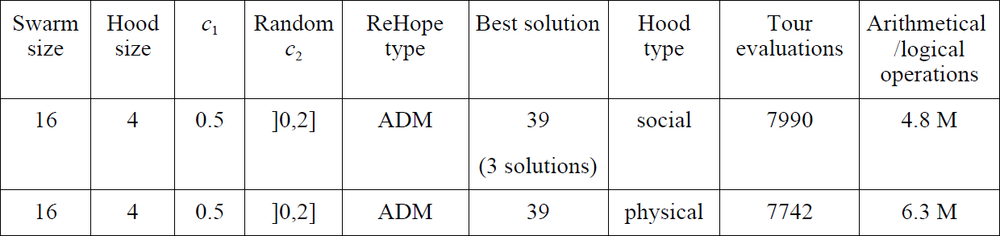 Swarm size Hood size c1 Random c2 ReHope type Best solution Hood type Tour evaluations Arithmetical /logical operations
16 4 0.5 ]0,2] ADM 39 (3 solutions) social 7990 4.8 M
16 4 0.5 ]0,2] ADM 39 physical 7742 6.3 M